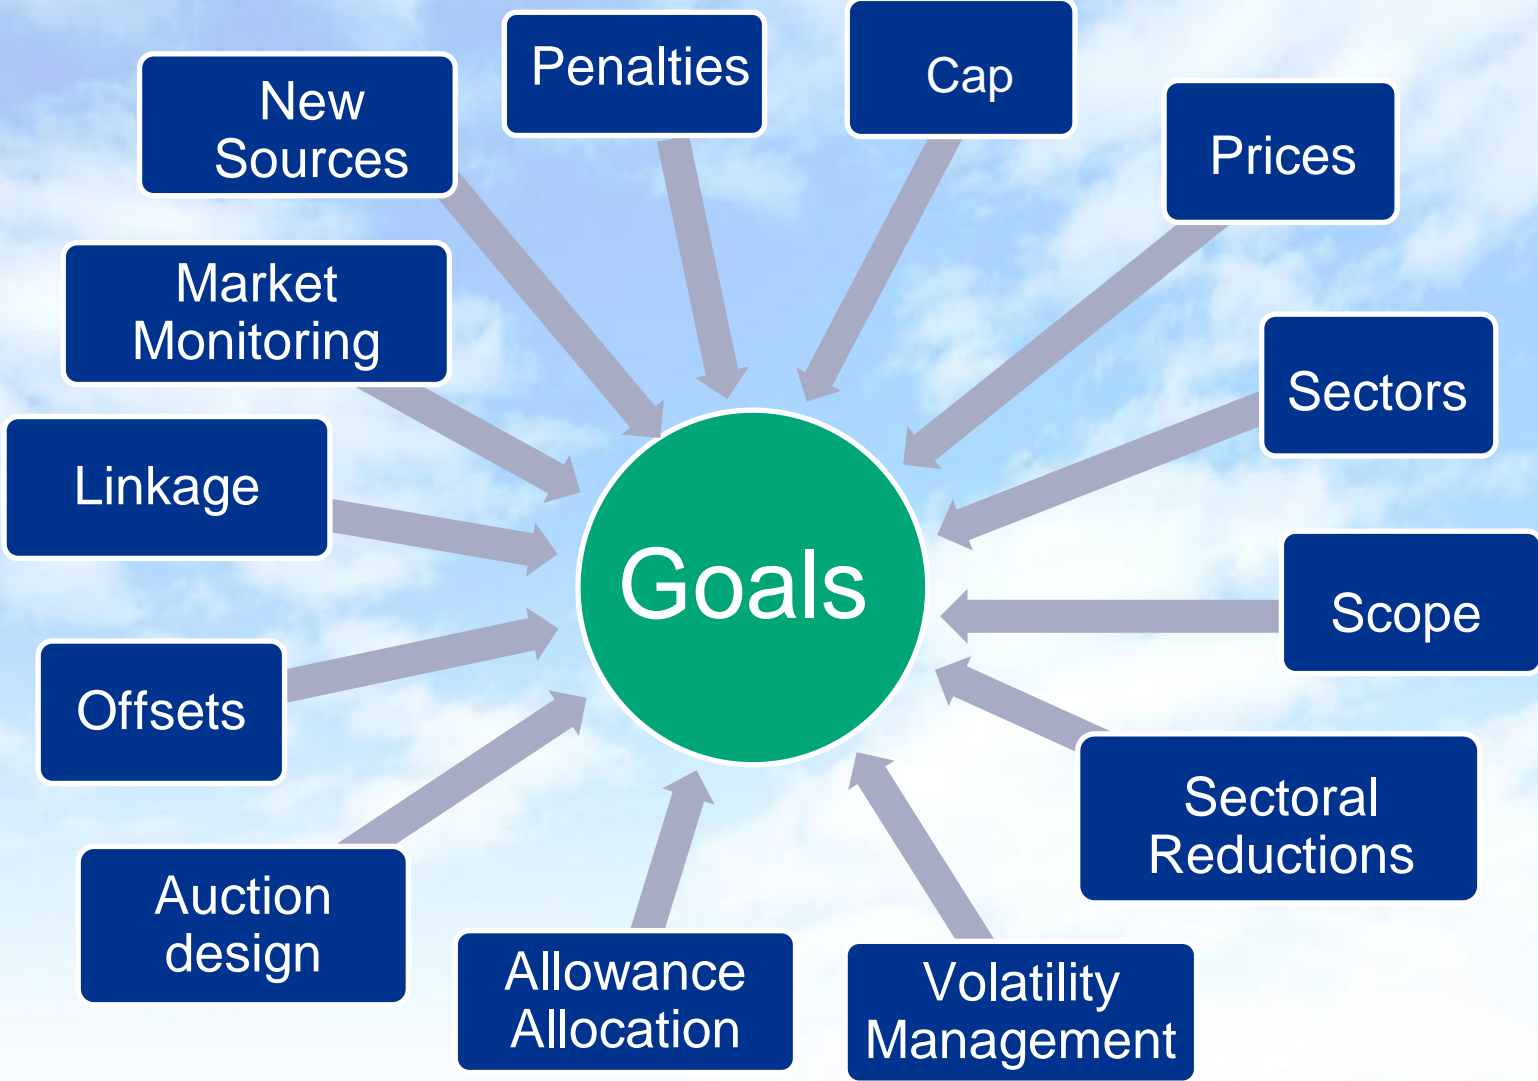 Penalties
Cap
New
Sources
Prices
Market
Monitoring
Sectors
Linkage
Goals
Scope
Offsets
Sectoral
Reductions
Auction
design
Allowance
Allocation
Volatility
Management